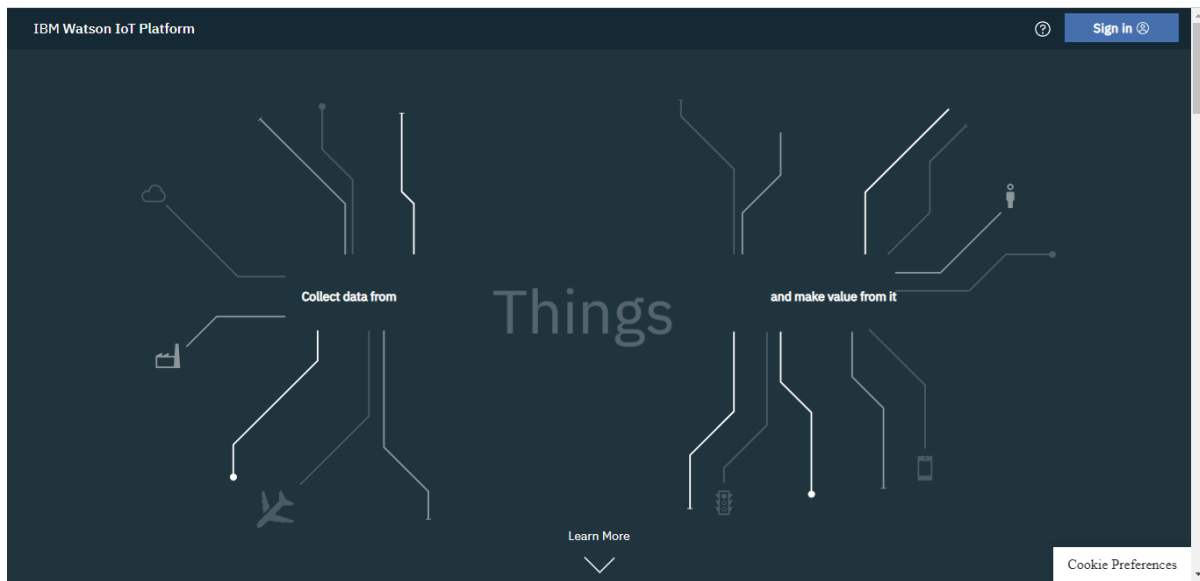 IBM Watson IoT Platform
Sign in
Collect data from
Things
and make value from it
Learn More
Cookie Preferences